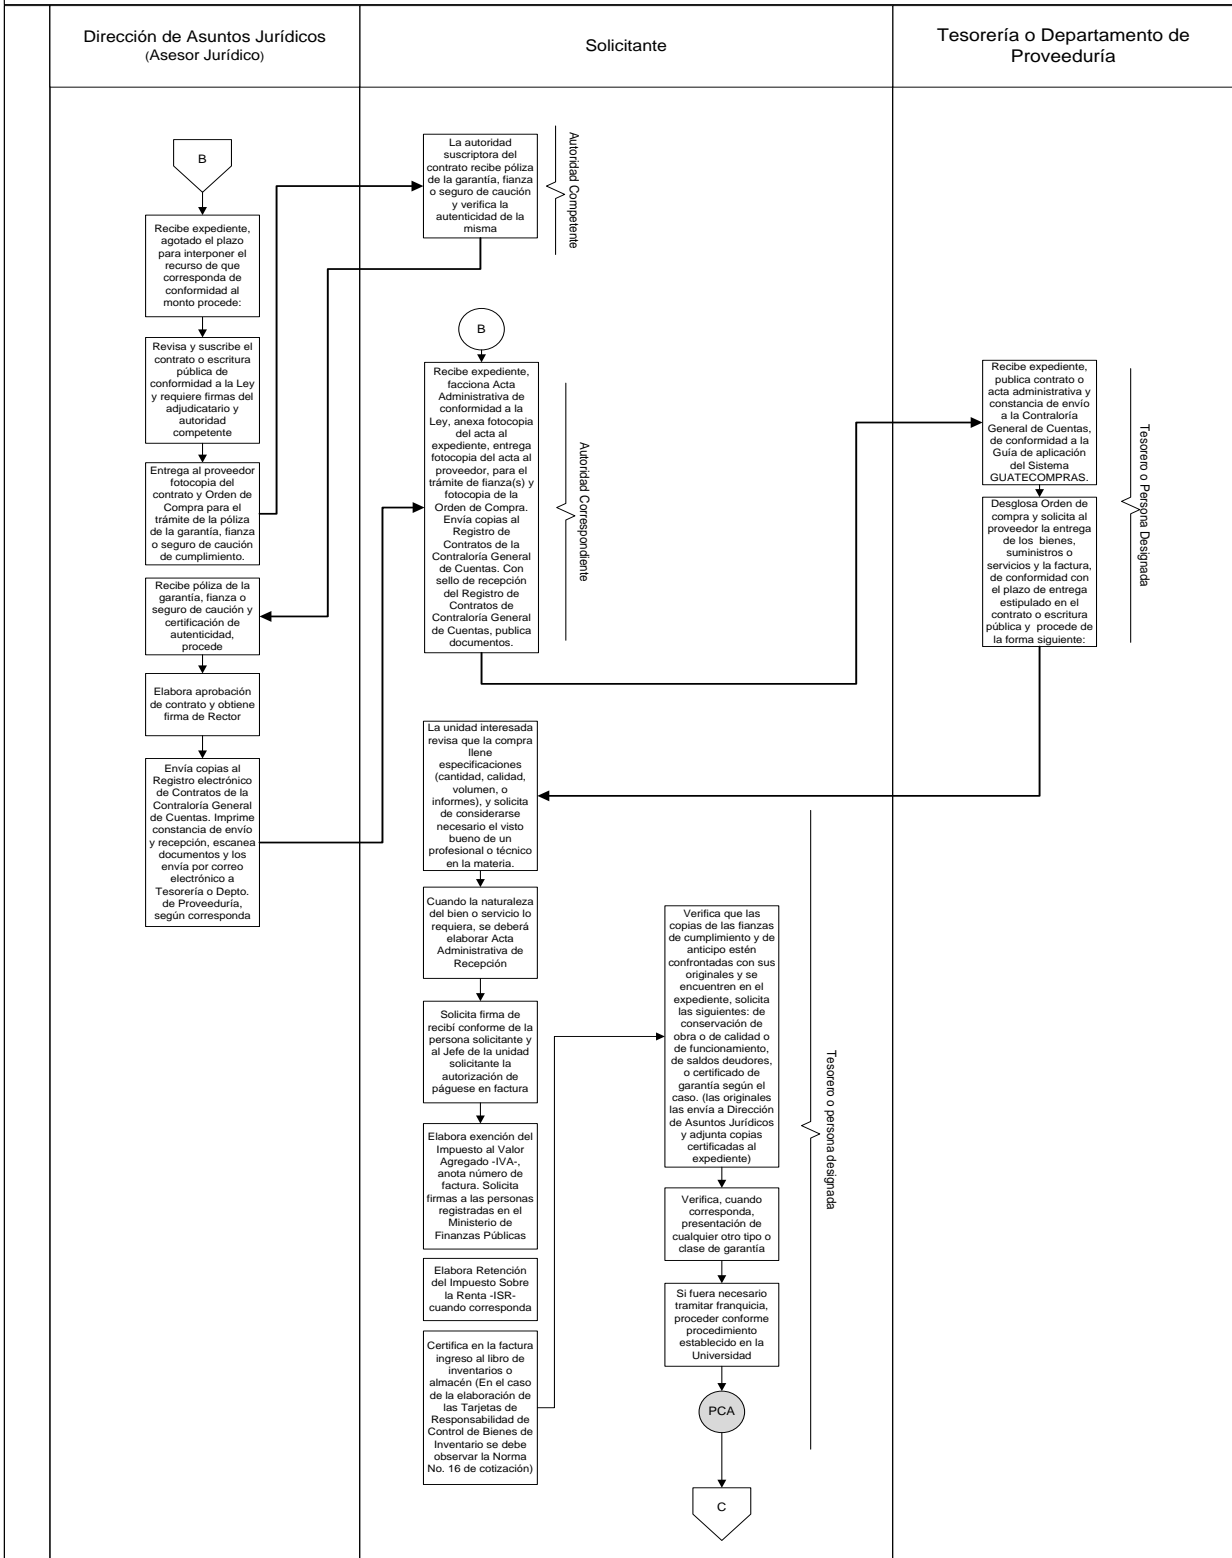 Dirección de Asuntos Jurídicos
(Asesor Jurídico)
Solicitante
Tesorería o Departamento de
Proveeduría
B
Recibe expediente,
agotado el plazo
para interponer el
recurso de que
corresponda de
conformidad al
monto procede:
Revisa y suscribe el
contrato o escritura
pública de
conformidad a la Ley
y requiere firmas del
adjudicatario y
autoridad
competente
Entrega al proveedor
fotocopia del
contrato y Orden de
Compra para el
trámite de la póliza de
la garantía, fianza
o seguro de caución
de cumplimiento.
Recibe póliza de la
garantía, fianza o
seguro de caución y
certificación de
autenticidad,
procede
Elabora aprobación
de contrato y obtiene
firma de Rector
Envía copias al
Registro electrónico
de Contratos de la
Contraloría General
de Cuentas. Imprime
constancia de envío
y recepción, escanea
documentos y los
envía por correo
electrónico a
Tesorería o Depto.
de Proveeduría,
según corresponda
La autoridad
suscriptora del
contrato recibe póliza
de la garantía, fianza
o seguro de caución
y verifica la
autenticidad de la
misma
Autoridad Competente
B
Recibe expediente,
facciona Acta
Administrativa de
conformidad a la
Ley, anexa fotocopia
del acta al
expediente, entrega
fotocopia del acta al
proveedor, para el
trámite de fianza(s) y
fotocopia de la
Orden de Compra.
Envía copias al
Registro de
Contratos de la
Contraloría General
de Cuentas. Con
sello de recepción
del Registro de
Contratos de
Contraloría General
de Cuentas, publica
documentos.
Autoridad Correspondiente
Recibe expediente,
publica contrato o
acta administrativa y
constancia de envío
a la Contraloría
General de Cuentas,
de conformidad a la
Guía de aplicación
del Sistema
GUATECOMPRAS.
Desglosa Orden de
compra y solicita al
proveedor la entrega
de los bienes,
suministros o
servicios y la factura,
de conformidad con
el plazo de entrega
estipulado en el
contrato o escritura
pública y procede de
la forma siguiente:
Tesorero o Persona Designada
La unidad interesada
revisa que la compra
llene
especificaciones
(cantidad, calidad,
volumen, o
informes), y solicita
de considerarse
necesario el visto
bueno de un
profesional o técnico
en la materia.
Cuando la naturaleza
del bien o servicio lo
requiera, se deberá
elaborar Acta
Administrativa de
Recepción
Solicita firma de
recibí conforme de la
persona solicitante y
al Jefe de la unidad
solicitante la
autorización de
páguese en factura
Elabora exención del
Impuesto al Valor
Agregado -IVA-,
anota número de
factura. Solicita
firmas a las personas
registradas en el
Ministerio de
Finanzas Públicas
Elabora Retención
del Impuesto Sobre
la Renta -ISR-
cuando corresponda
Certifica en la factura
ingreso al libro de
inventarios o
almacén (En el caso
de la elaboración de
las Tarjetas de
Responsabilidad de
Control de Bienes de
Inventario se debe
observar la Norma
No. 16 de cotización)
Verifica que las
copias de las fianzas
de cumplimiento y de
anticipo estén
confrontadas con sus
originales y se
encuentren en el
expediente, solicita
las siguientes: de
conservación de
obra o de calidad o
de funcionamiento,
de saldos deudores,
o certificado de
garantía según el
caso. (las originales
las envía a Dirección
de Asuntos Jurídicos
y adjunta copias
certificadas al
expediente)
Verifica, cuando
corresponda,
presentación de
cualquier otro tipo o
clase de garantía
Si fuera necesario
tramitar franquicia,
proceder conforme
procedimiento
establecido en la
Universidad
PCA
C
Tesorero o persona designada